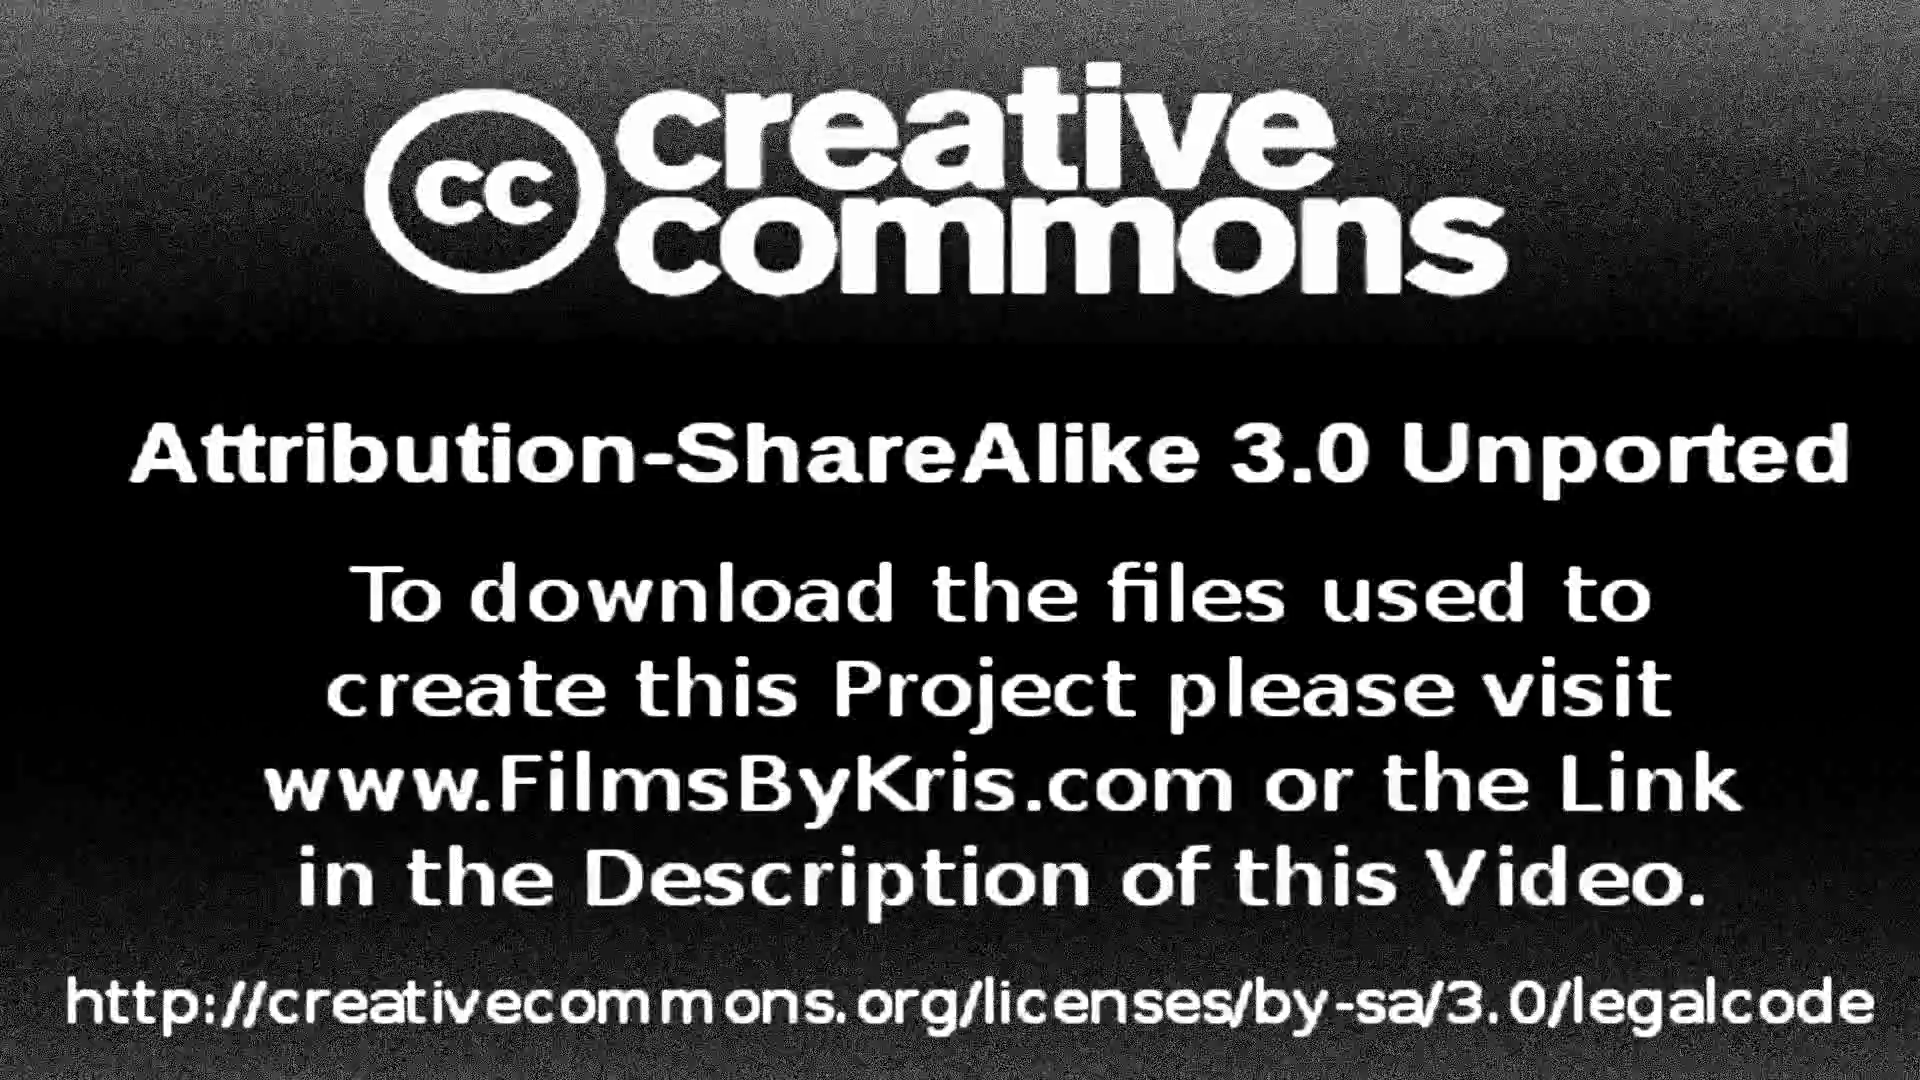 cc creative
commons
Attribution-ShareAlike 3.0 Unported
To download the files used to
create this Project please visit
www.FilmsByKris.com or the Link
in the Description of this Video.
http://creativecommons.org/licenses/by-sa/3.0/legalcode